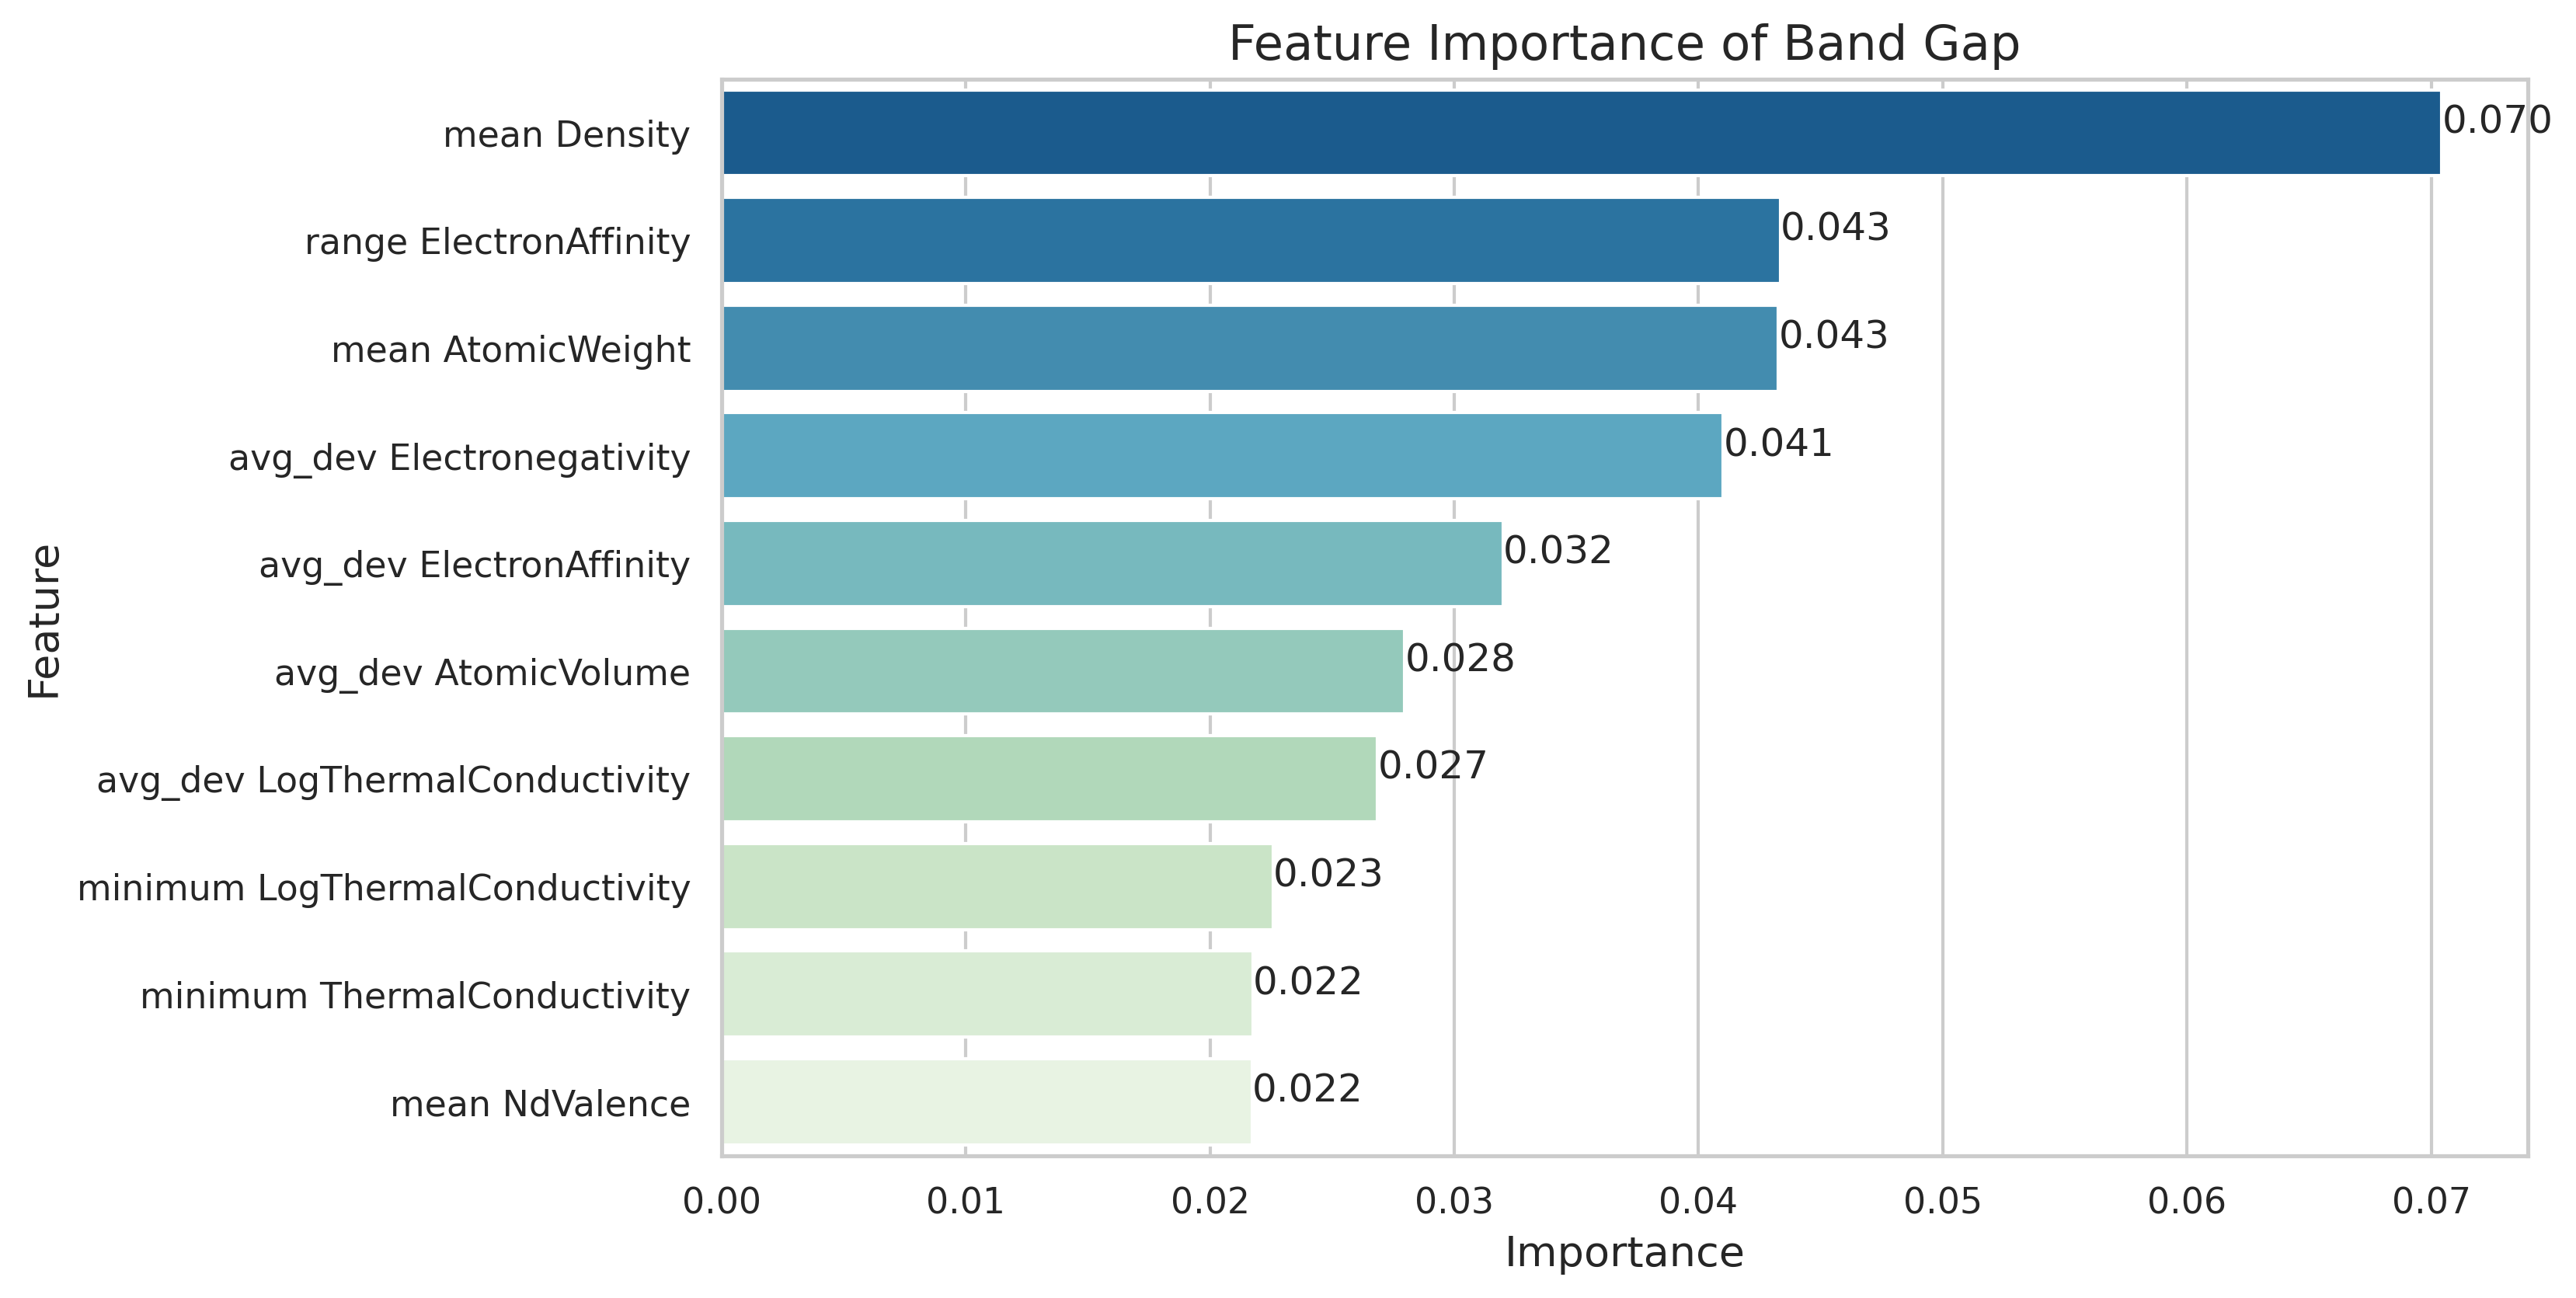 Feature Importance of Band Gap
mean Density
0.070
range ElectronAffinity
0.043
mean AtomicWeight
0.043
avg_dev Electronegativity
0.041
avg_dev ElectronAffinity
0.032
avg_dev AtomicVolume
0.028
avg_dev LogThermalConductivity
0.027
minimum LogThermalConductivity
0.023
minimum ThermalConductivity
0.022
mean NdValence
0.022
Feature
0.00 0.01 0.02 0.03 0.04 0.05 0.06 0.07
Importance